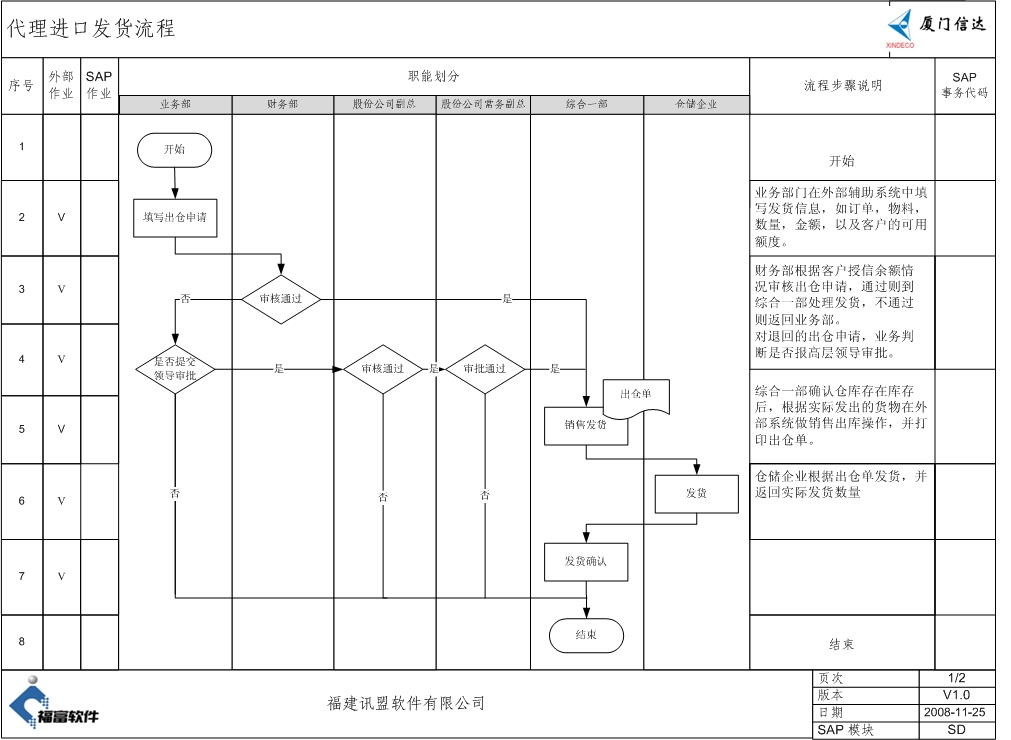 代理进口发货流程
厦门信达
XINDECO
序号
外部
作业
SAP
作业
职能划分
业务部
财务部
股份公司副总
股份公司常务副总
综合一部
仓储企业
流程步骤说明
SAP
事务代码
1
开始
开始
2
V
填写出仓申请
业务部门在外部辅助系统中填
写发货信息，如订单，物料，
数量，金额，以及客户的可用
额度。
3
V
否
审核通过
是
财务部根据客户授信余额情
况审核出仓申请，通过则到
综合一部处理发货，不通过
则返回业务部。
对退回的出仓申请，业务判
断是否报高层领导审批。
4
V
是否提交
领导审批
是
审核通过
是
审批通过
是
5
V
出仓单
销售发货
综合一部确认仓库存在库存
后，根据实际发出的货物在外
部系统做销售出库操作，并打
印出仓单。
6
V
否
否
否
发货
仓储企业根据出仓单发货，并
返回实际发货数量
7
V
发货确认
8
结束
结束
福富软件
福建讯盟软件有限公司
页次
1/2
版本
V1.0
日期
2008-11-25
SAP 模块
SD